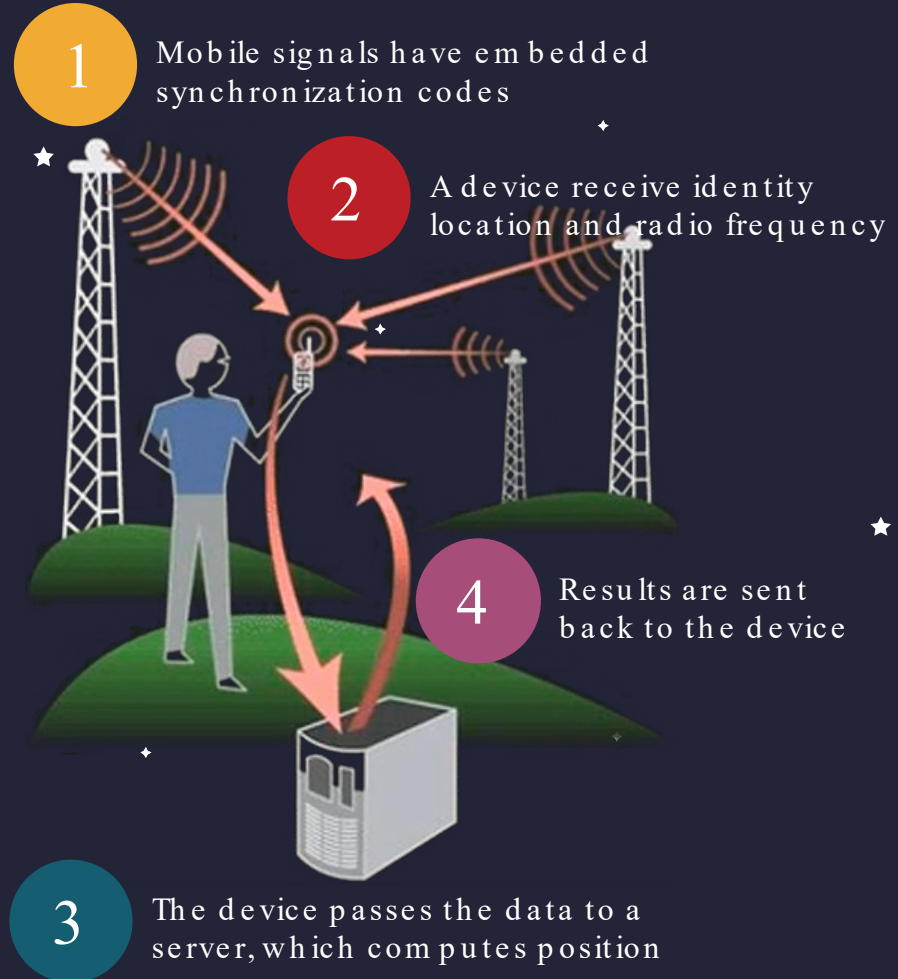 1
Mobile signals have embedded
synchronization codes
2
A device receive identity
location and radio frequency
4
Results are sent
back to the device
3
The device passes the data to a
server, which computes position